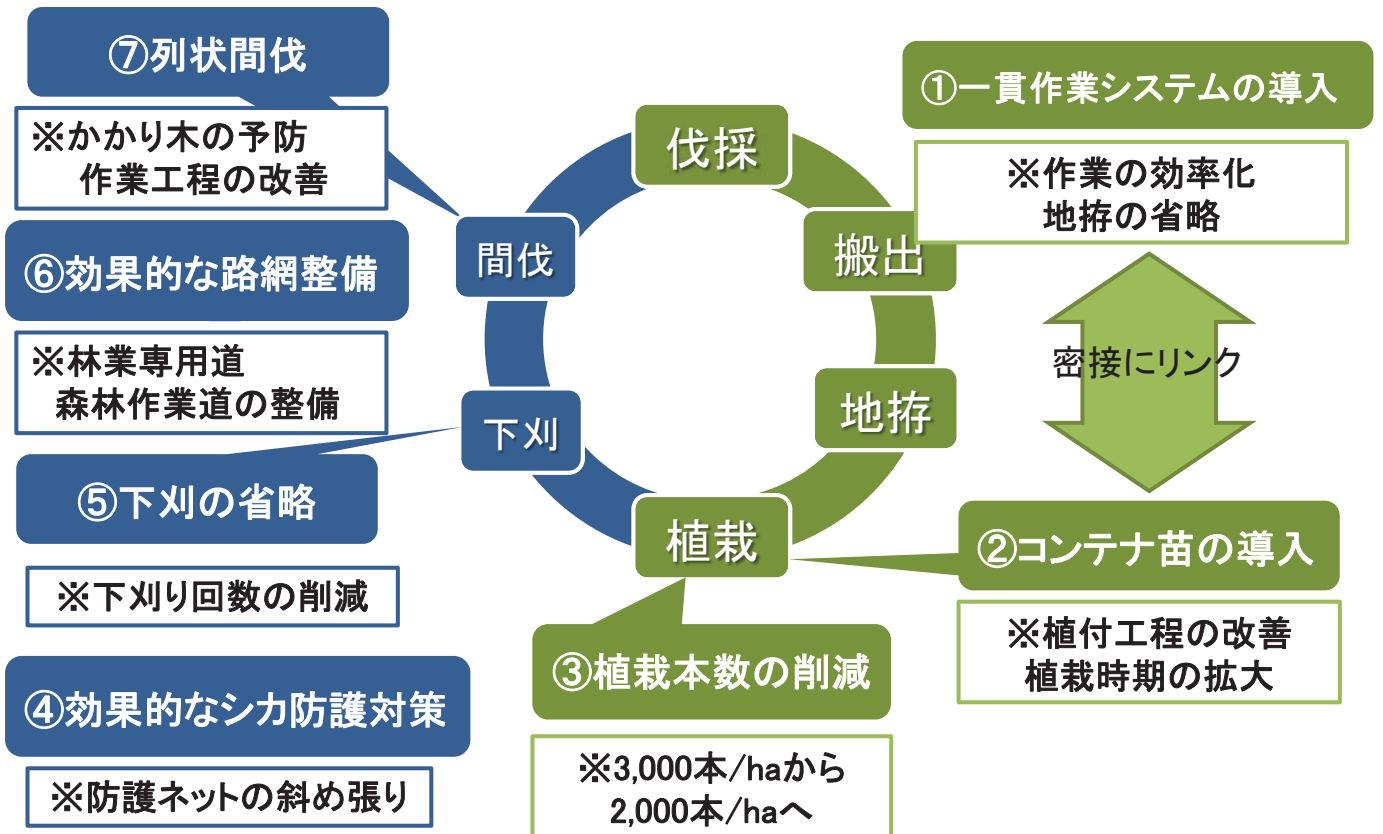 ⑦列状間伐
※かかり木の予防
作業工程の改善
⑥効果的な路網整備
※林業専用道
森林作業道の整備
⑤下刈の省略
※下刈り回数の削減
④効果的なシカ防護対策
※防護ネットの斜め張り
伐採
搬出
地拵
植栽
下刈
間伐
①一貫作業システムの導入
※作業の効率化
地拵の省略
密接にリンク
②コンテナ苗の導入
※植付工程の改善
植栽時期の拡大
③植栽本数の削減
※3,000本/haから
2,000本/haへ